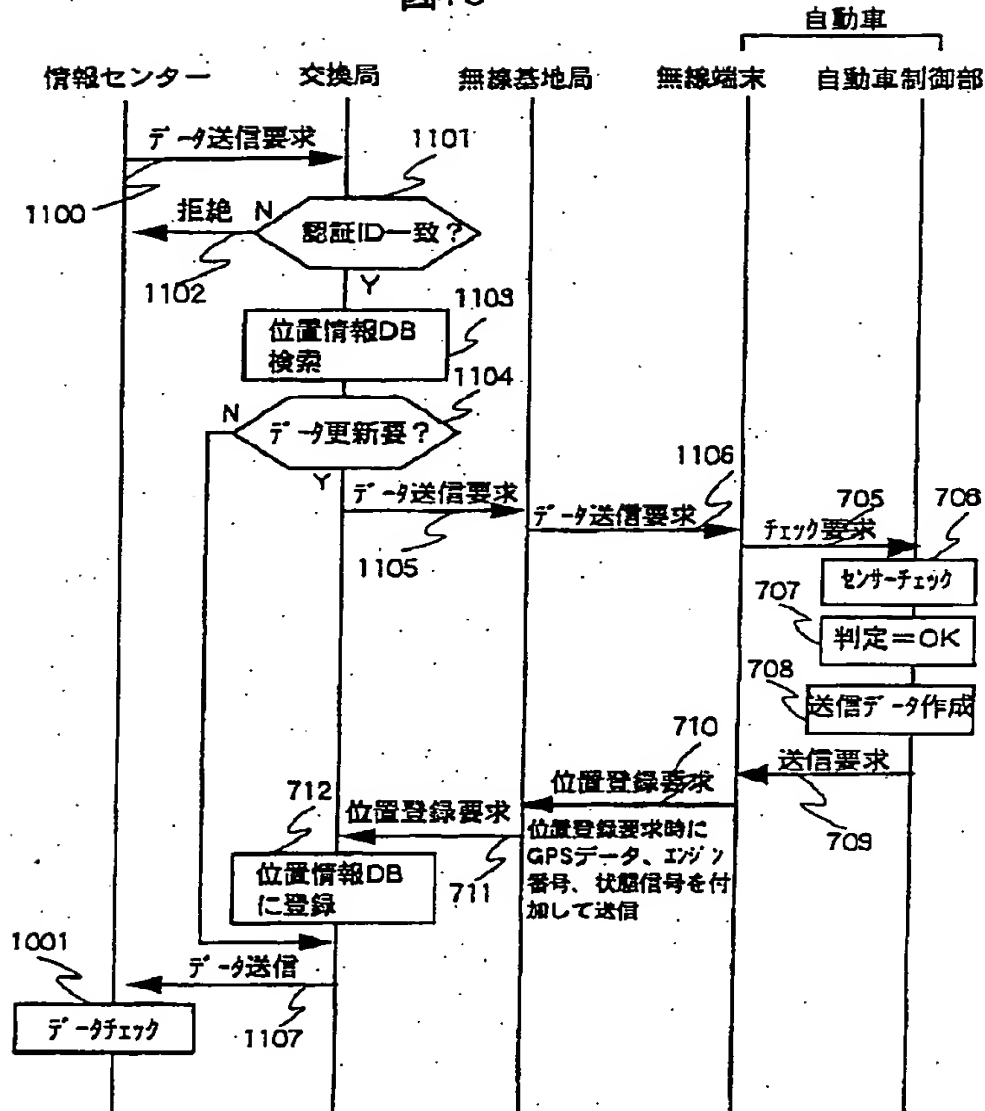 自動車
情報センター
交換局
無線基地局
無線端末
自動車制御部
データ送信要求
1101
1100
拒絶
N
認証ID一致?
1102
Y
1103
位置情報DB
検索
1104
N
データ更新要?
Y
データ送信要求
1105
データ送信要求
1106
チェック要求
705
706
センサーチェック
707
判定=OK
708
送信データ作成
送信要求
709
710
位置登録要求
位置登録要求時に
GPSデータ、エンジン
番号、状態信号を付
加して送信
712
位置登録要求
711
位置情報DB
に登録
1001
データ送信
1107
データチェック